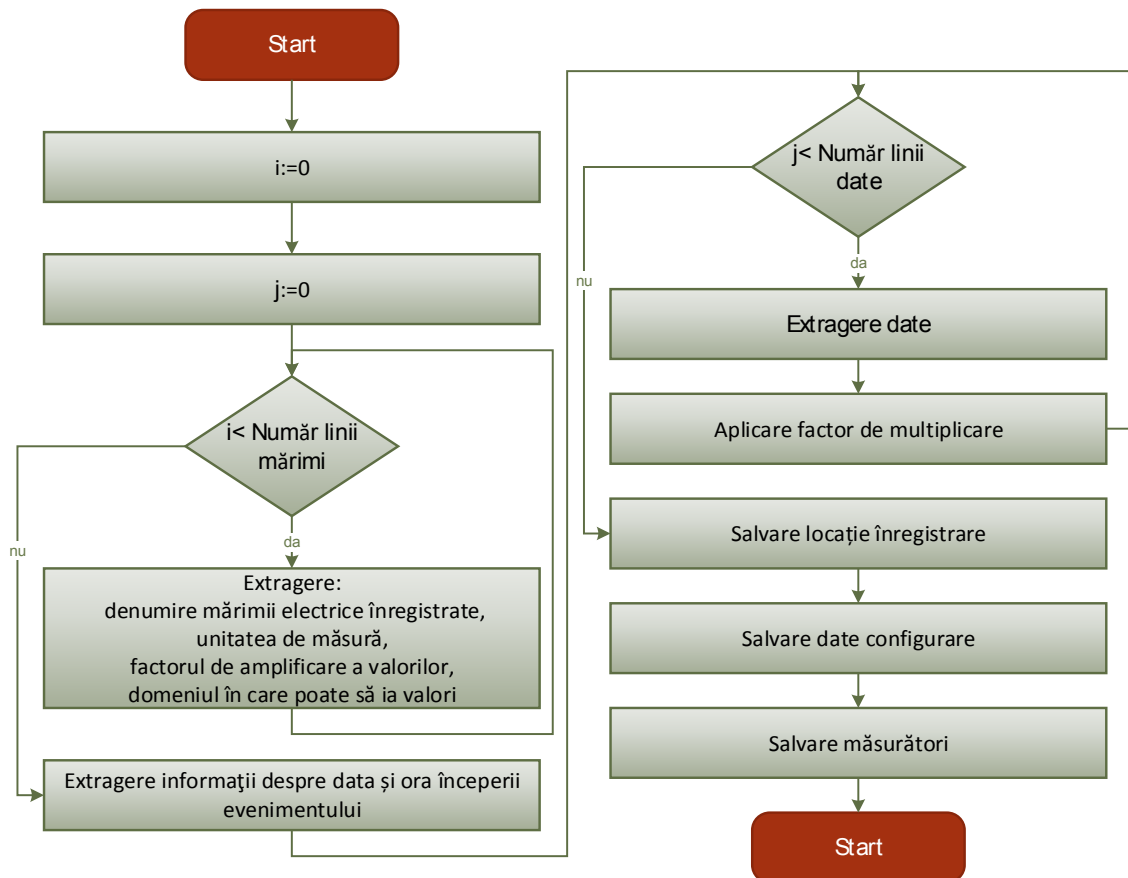 Start
i:=0
j:=0
i< Număr linii
mărimi
da
nu
Extragere:
denumire mărimii electrice înregistrate,
unitatea de măsură,
factorul de amplificare a valorilor,
domeniul în care poate să ia valori
Extragere informaţii despre data și ora începerii
evenimentului
j< Număr linii
date
da
nu
Extragere date
Aplicare factor de multiplicare
Salvare locație înregistrare
Salvare date configurare
Salvare măsurători
Start